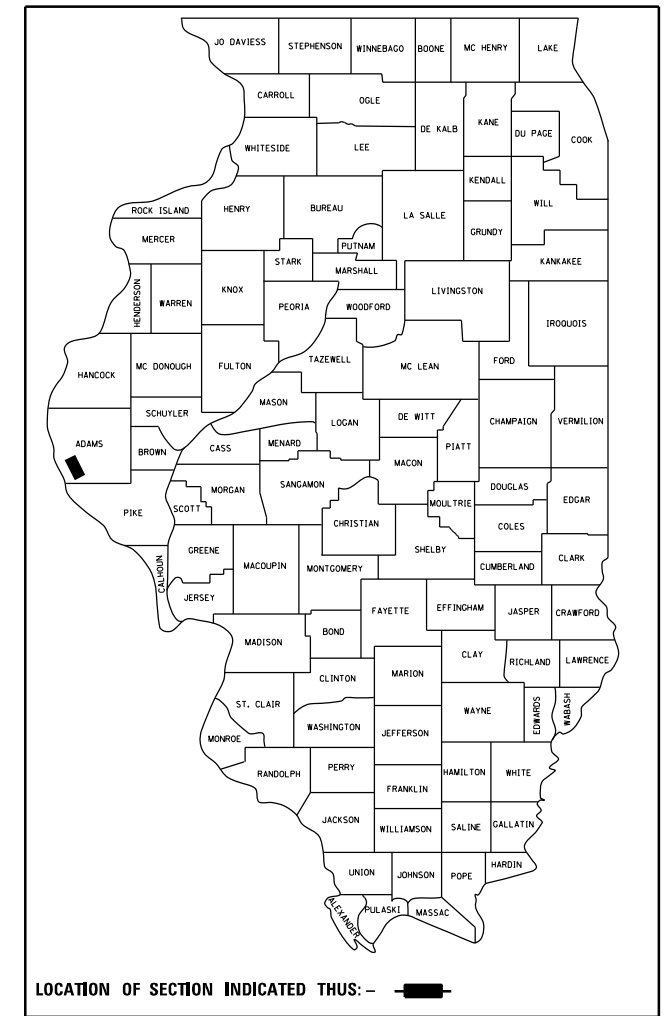 JO DAVIESS
STEPHENSON
WINNEBAGO
BOONE
MC HENRY
LAKE
CARROLL
OGLE
DE KALB
KANE
DU PAGE
COOK
WHITESIDE
LEE
KENDALL
WILL
ROCK ISLAND
HENRY
BUREAU
LA SALLE
GRUNDY
MERCER
PUTNAM
STARK
MARSHALL
KANKAKEE
HENDERSON
WARREN
KNOX
PEORIA
WOODFORD
LIVINGSTON
IROQUOIS
HANCOCK
MC DONOUGH
FULTON
TAZEWELL
MC LEAN
FORD
SCHUYLER
MASON
LOGAN
DE WITT
CHAMPAIGN
VERMILION
ADAMS
BROWN
CASS
MENARD
MACON
PIATT
MORGAN
SANGAMON
DOUGLAS
EDGAR
PIKE
SCOTT
CHRISTIAN
MOULTRIE
COLES
GREENE
MACOUPIN
MONTGOMERY
SHELBY
CUMBERLAND
CLARK
CALHOUN
JERSEY
FAYETTE
EFFINGHAM
JASPER
CRAWFORD
MADISON
BOND
CLAY
RICHLAND
LAWRENCE
CLINTON
MARION
ST. CLAIR
WAYNE
EDWARDS
WABASH
MONROE
WASHINGTON
JEFFERSON
RANDOLPH
PERRY
HAMILTON
WHITE
FRANKLIN
JACKSON
WILLIAMSON
SALINE
GALLATIN
UNION
JOHNSON
POPE
HARDIN
ALEXANDER
PULASKI
MASSAC
LOCATION OF SECTION INDICATED THUS: –